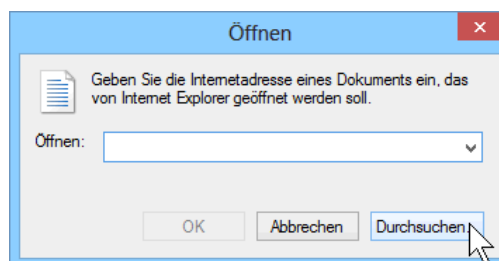 Öffnen
Geben Sie die Internetadresse eines Dokuments ein, das
von Internet Explorer geöffnet werden soll.
Öffnen:
OK Abbrechen Durchsuchen...